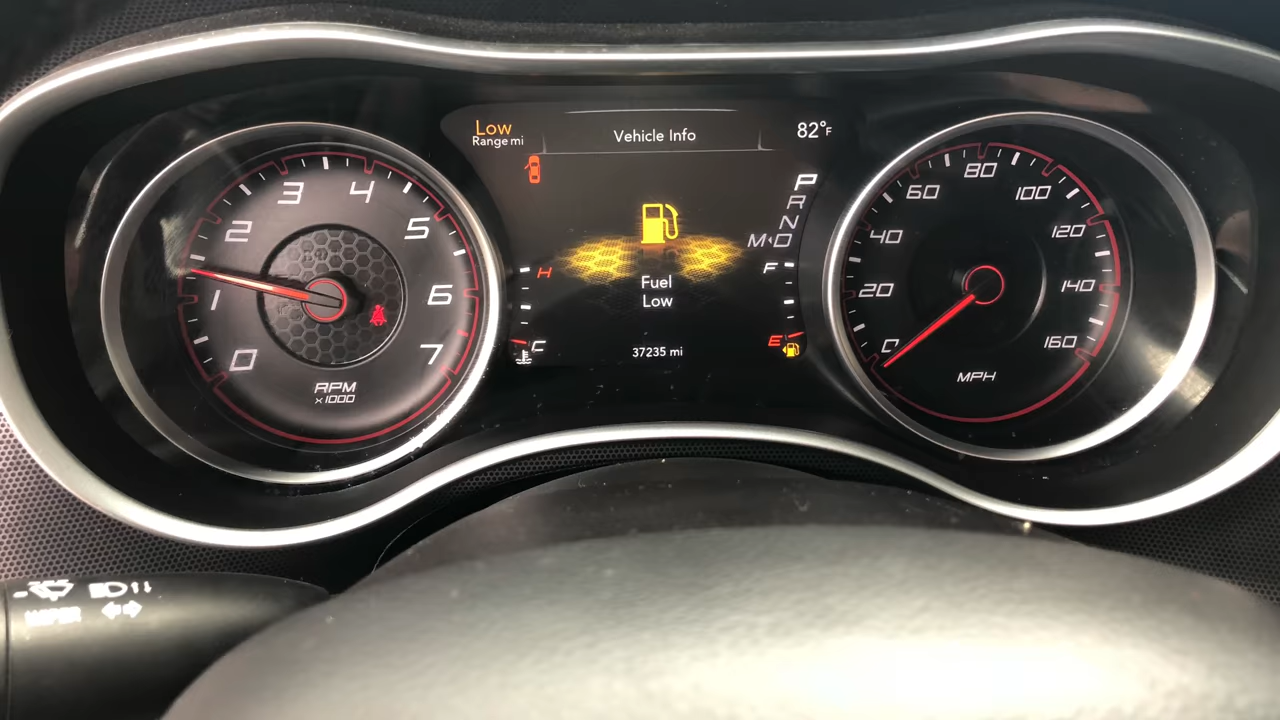 Low
Range mi
Vehicle Info
82°F
0
1
2
3
4
5
6
7
RPM
x1000
H
C
Fuel
Low
37235 mi
P
R
N
M D
F
E
0
20
40
60
80
100
120
140
160
MPH
WIPER